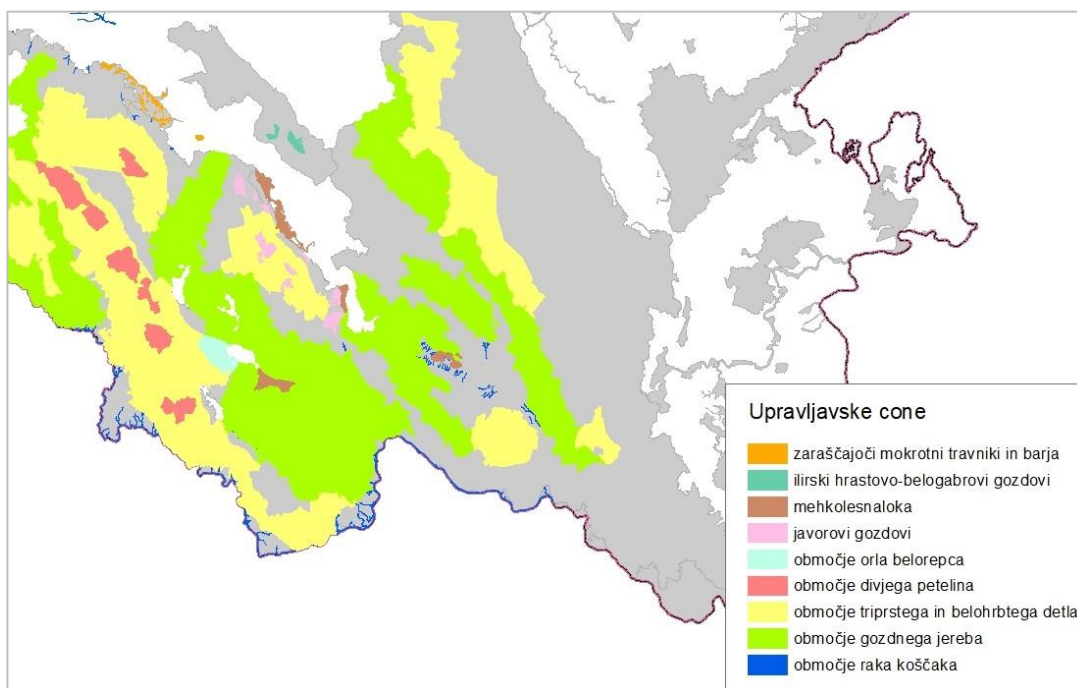 Upravljavske cone
zaraščajoči mokrotni travniki in barja
ilirski hrastovo-belogabrovi gozdovi
mehkolesnaloka
javorovi gozdovi
območje orla belorepca
območje divjega petelina
območje triprstega in belohrbtega detla
območje gozdnega jereba
območje raka koščaka